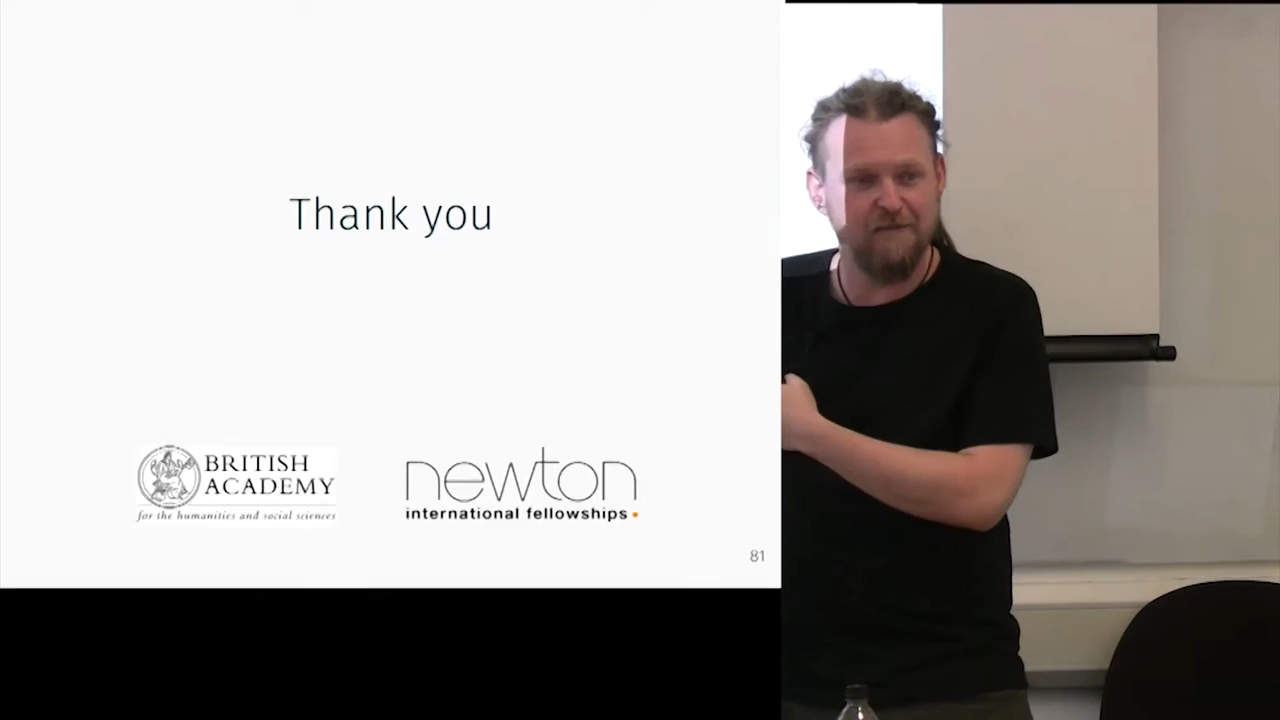 Thank you
BRITISH
ACADEMY
for the humanities and social sciences
newton
international fellowships.
81